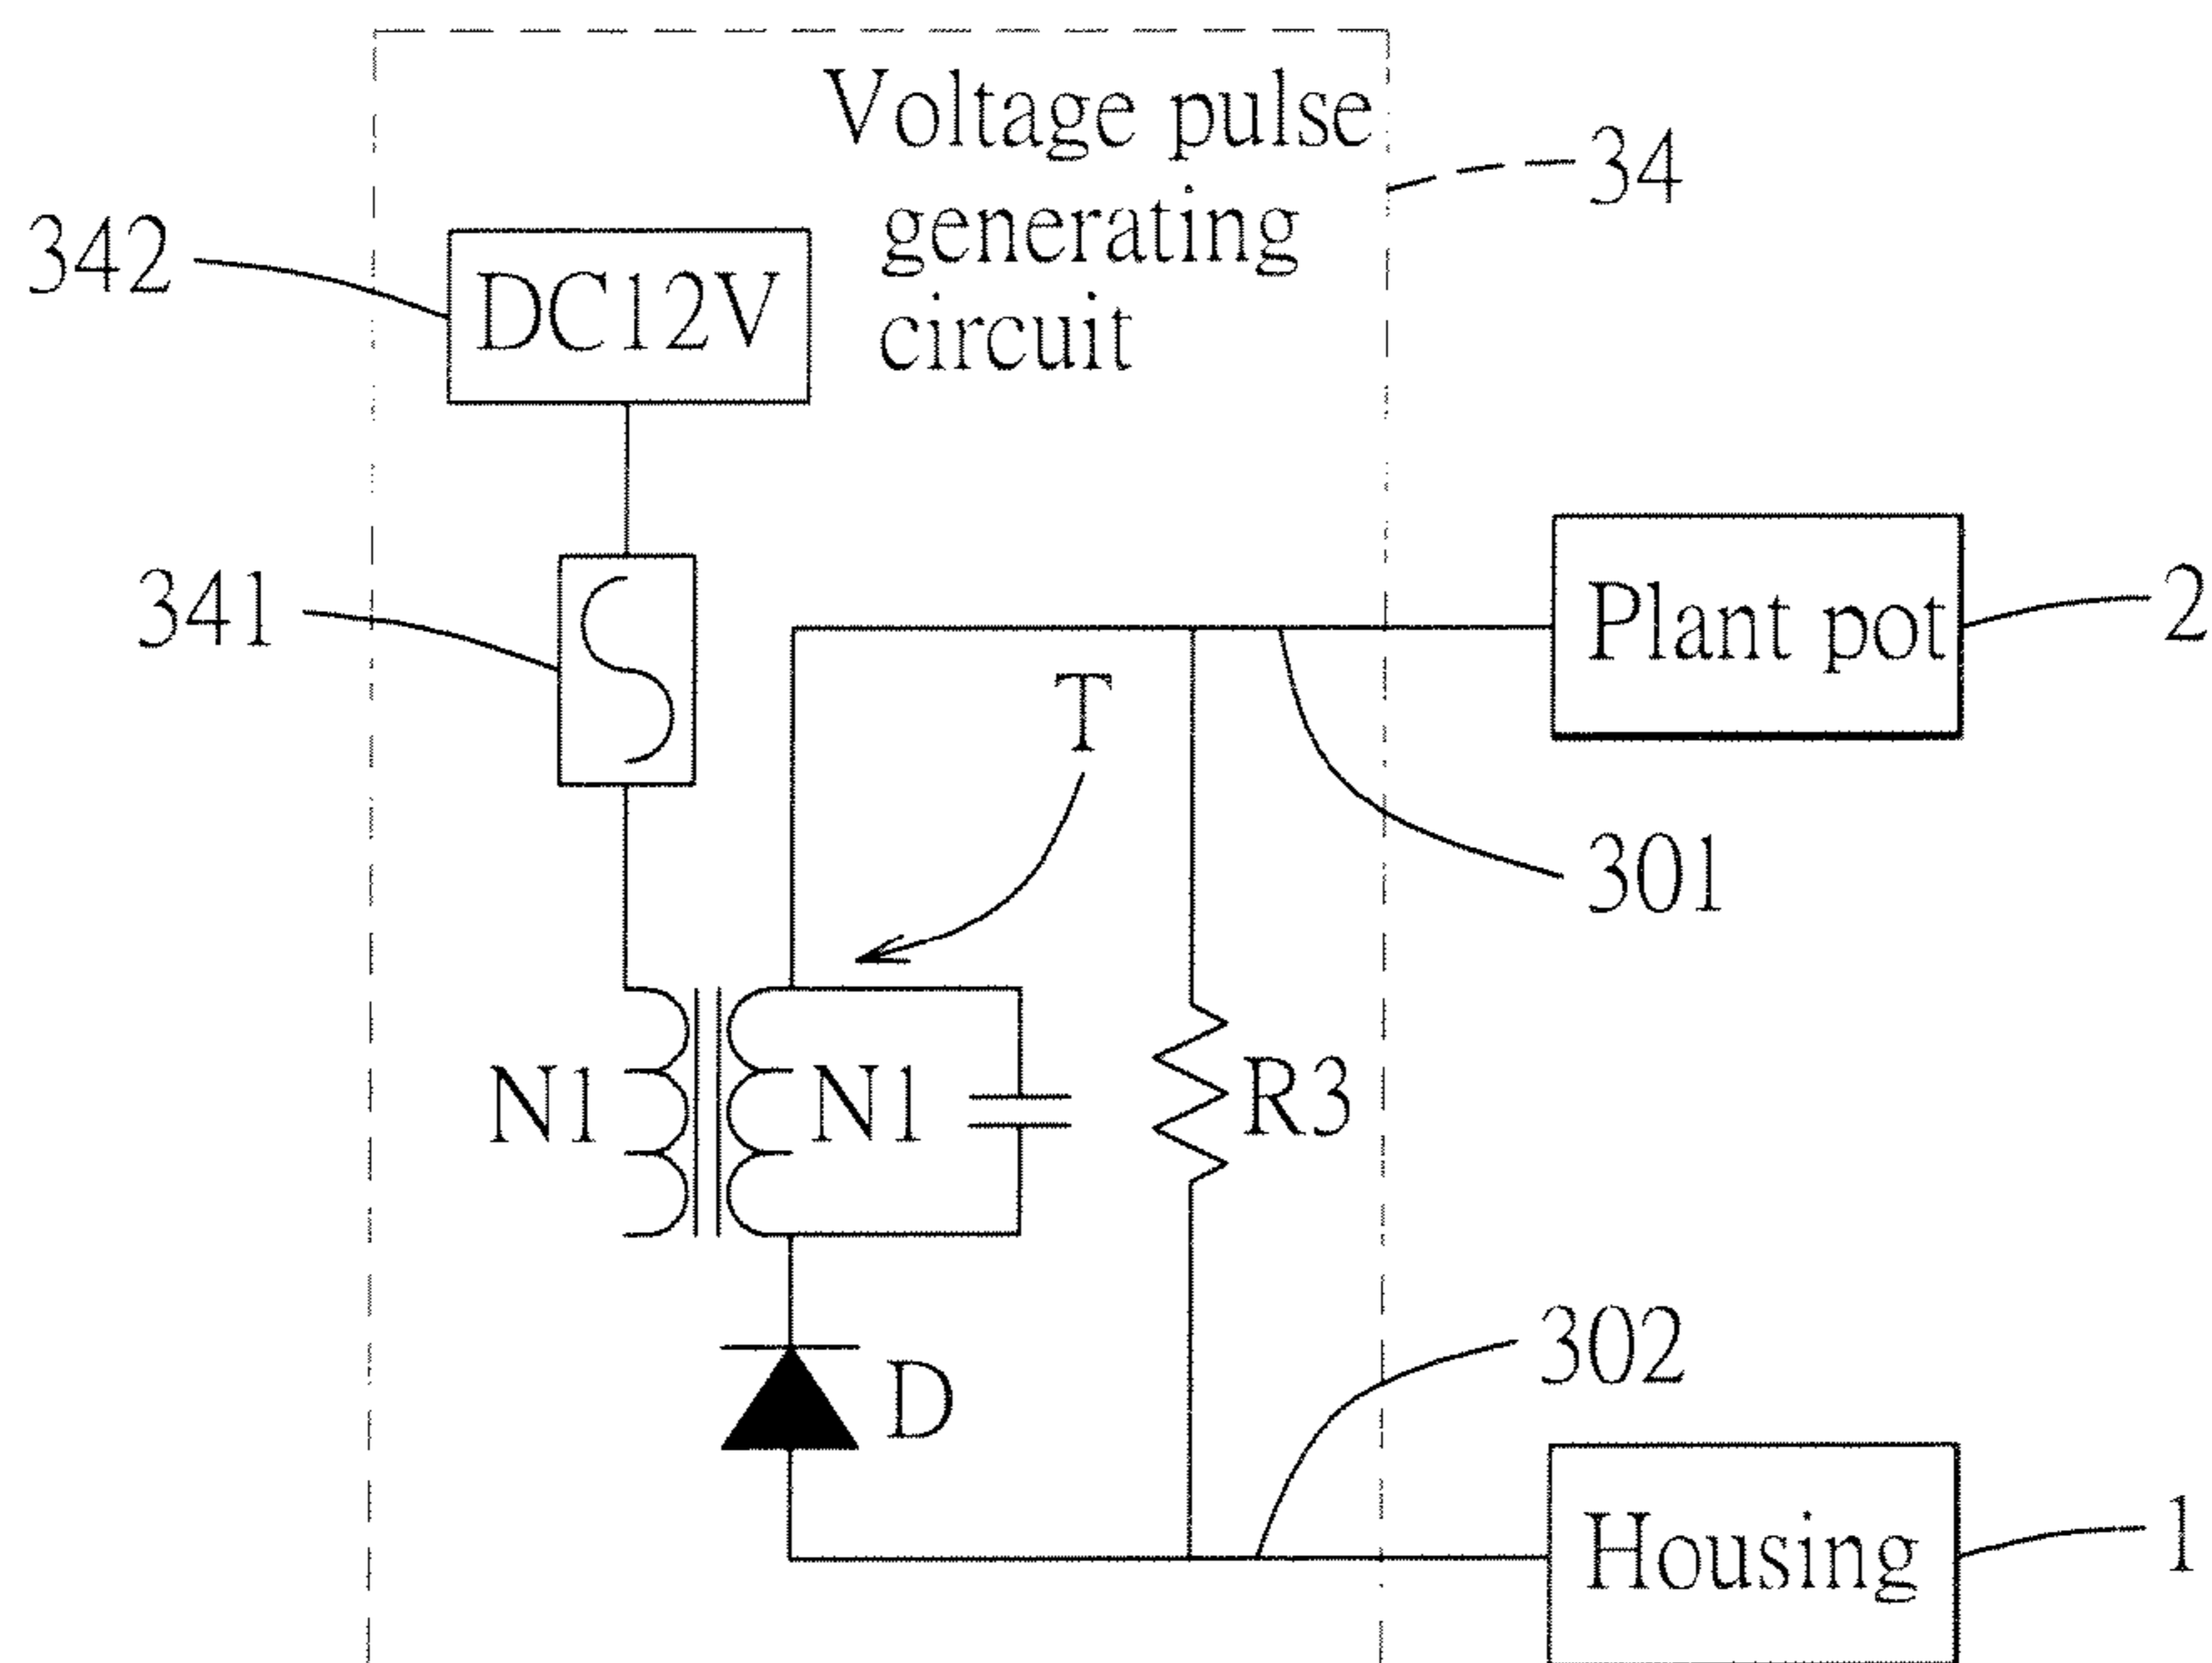 Voltage pulse
generating
circuit
34
342
DC12V
341
Plant pot
2
T
301
N1
N1
R3
302
D
Housing
1